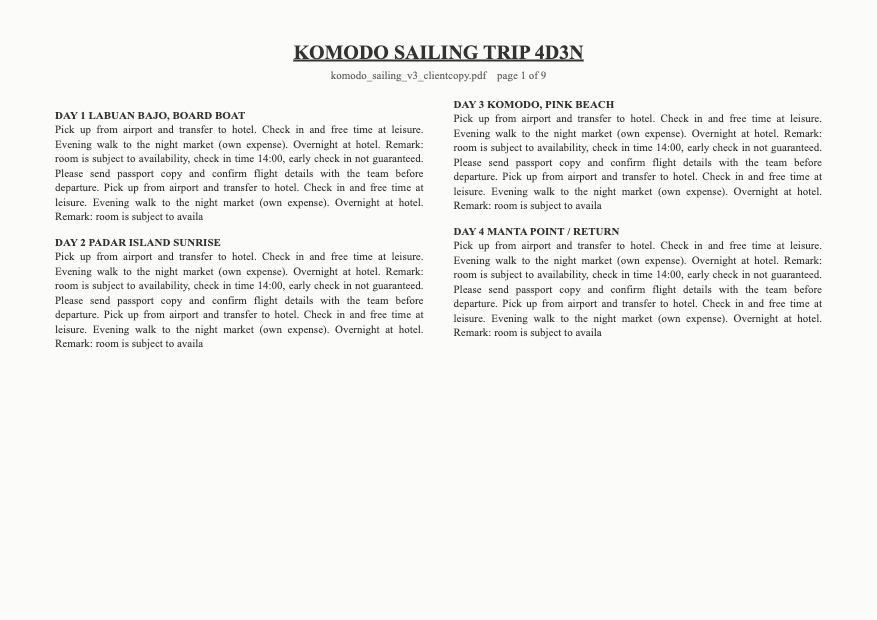 KOMODO SAILING TRIP 4D3N
komodo_sailing_v3_clientcopy.pdf page 1 of 9
DAY 1 LABUAN BAJO, BOARD BOAT
Pick up from airport and transfer to hotel. Check in and free time at leisure.
Evening walk to the night market (own expense). Overnight at hotel. Remark:
room is subject to availability, check in time 14:00, early check in not guaranteed.
Please send passport copy and confirm flight details with the team before
departure. Pick up from airport and transfer to hotel. Check in and free time at
leisure. Evening walk to the night market (own expense). Overnight at hotel.
Remark: room is subject to availa
DAY 2 PADAR ISLAND SUNRISE
Pick up from airport and transfer to hotel. Check in and free time at leisure.
Evening walk to the night market (own expense). Overnight at hotel. Remark:
room is subject to availability, check in time 14:00, early check in not guaranteed.
Please send passport copy and confirm flight details with the team before
departure. Pick up from airport and transfer to hotel. Check in and free time at
leisure. Evening walk to the night market (own expense). Overnight at hotel.
Remark: room is subject to availa
DAY 3 KOMODO, PINK BEACH
Pick up from airport and transfer to hotel. Check in and free time at leisure.
Evening walk to the night market (own expense). Overnight at hotel. Remark:
room is subject to availability, check in time 14:00, early check in not guaranteed.
Please send passport copy and confirm flight details with the team before
departure. Pick up from airport and transfer to hotel. Check in and free time at
leisure. Evening walk to the night market (own expense). Overnight at hotel.
Remark: room is subject to availa
DAY 4 MANTA POINT / RETURN
Pick up from airport and transfer to hotel. Check in and free time at leisure.
Evening walk to the night market (own expense). Overnight at hotel. Remark:
room is subject to availability, check in time 14:00, early check in not guaranteed.
Please send passport copy and confirm flight details with the team before
departure. Pick up from airport and transfer to hotel. Check in and free time at
leisure. Evening walk to the night market (own expense). Overnight at hotel.
Remark: room is subject to availa